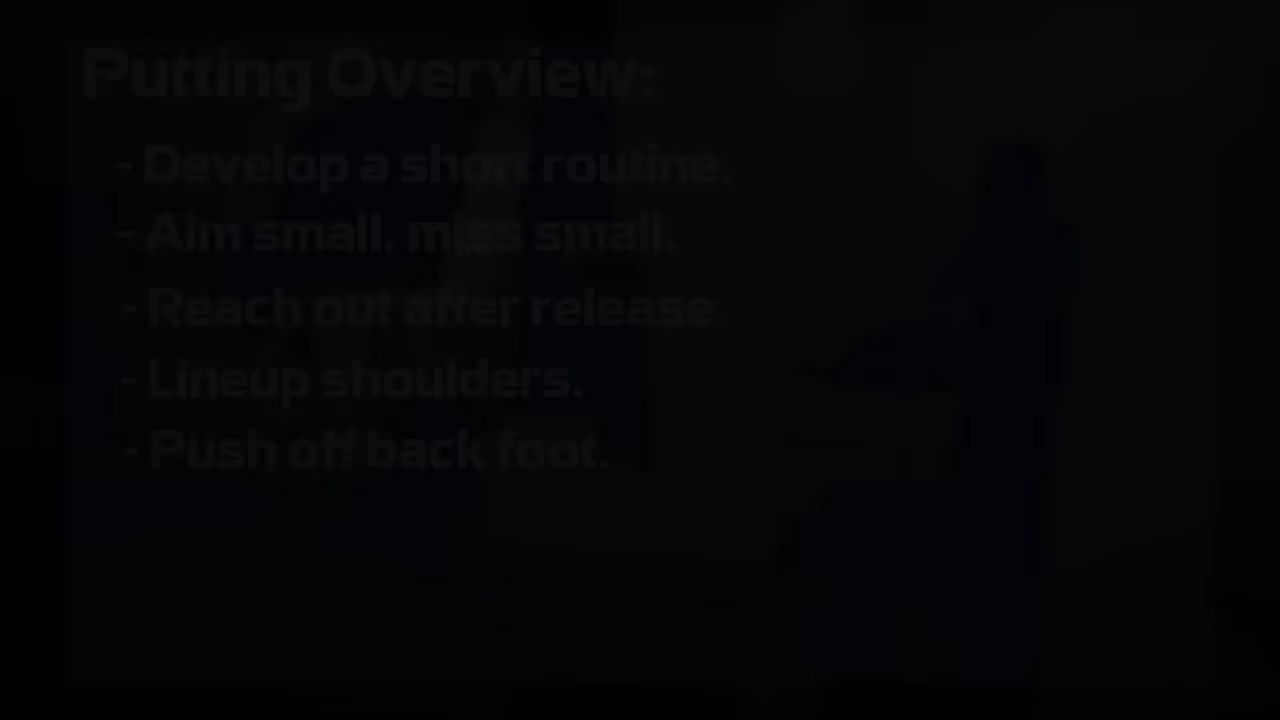 Putting Overview:
- Develop a short routine.
- Aim small, miss small.
- Reach out after release.
- Lineup shoulders.
- Push off back foot.